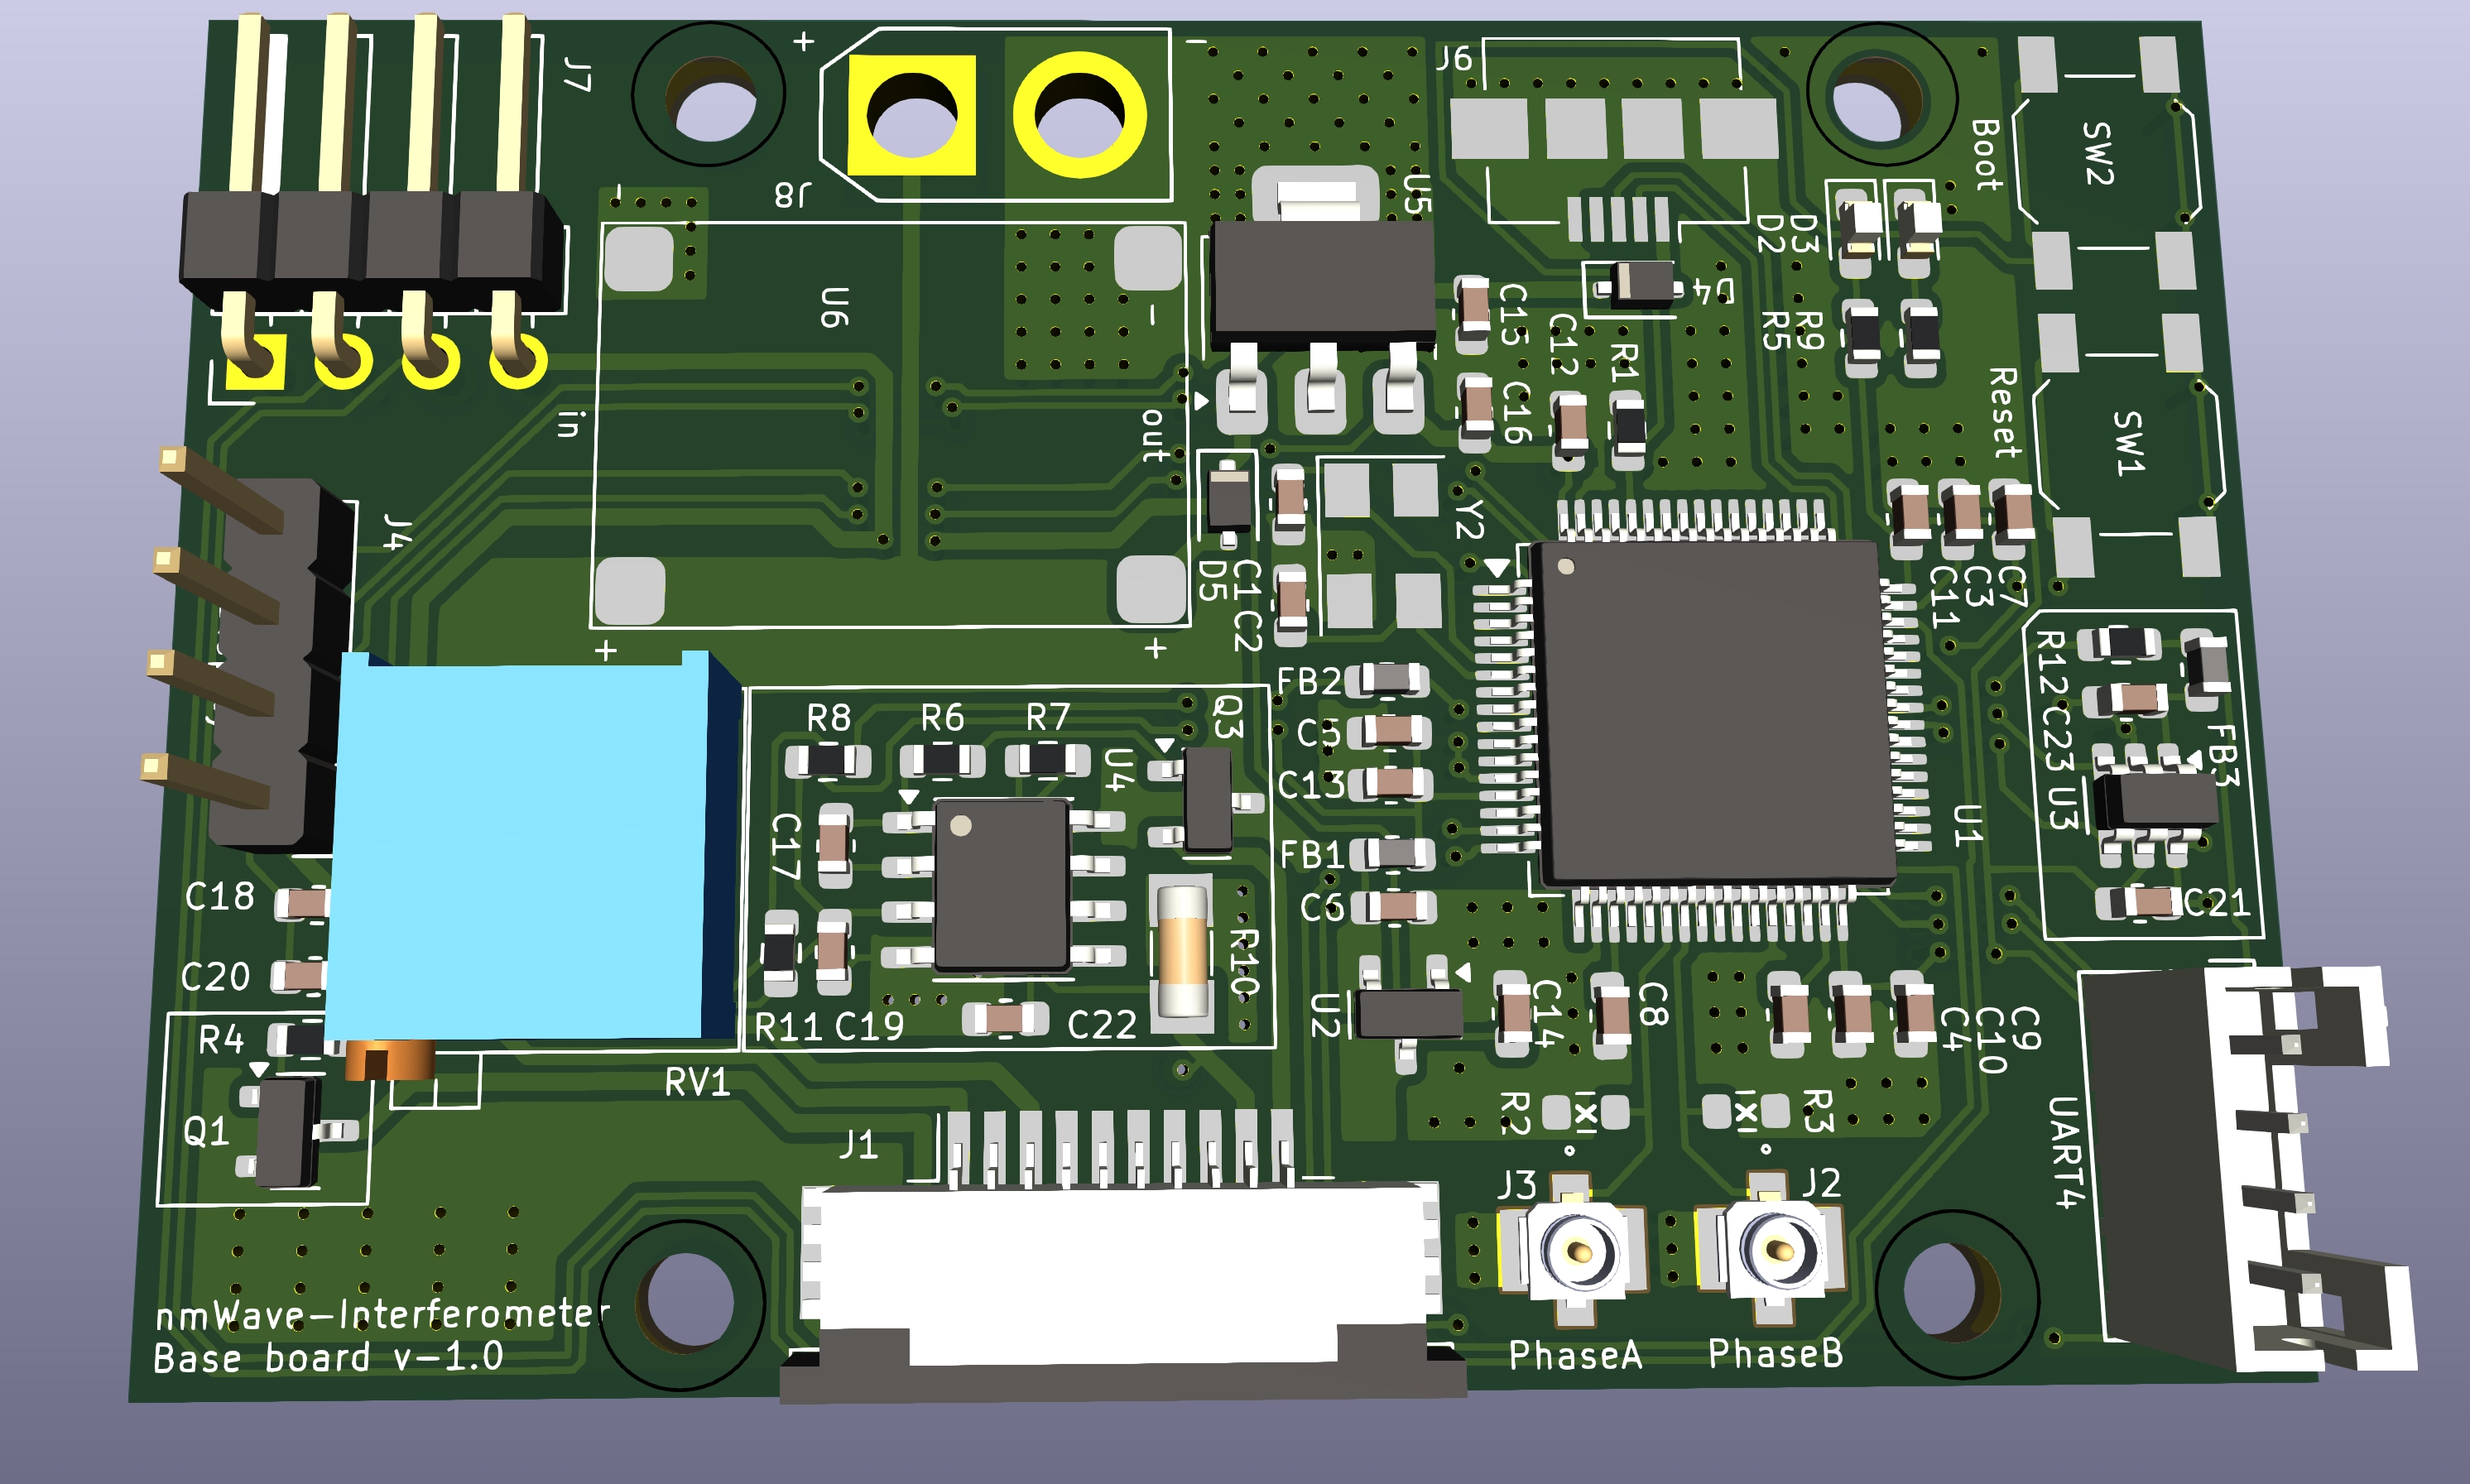 J7
+
J8
-
J6
U5
Boot
SW2
D2
D3
U6
-
in
out
C15
C12
R1
D4
R5
R9
C16
Reset
SW1
J4
Y2
D5
C1
C2
C11
C3
C7
+
+
R12
C23
FB3
U3
C21
FB2
C5
C13
FB1
C6
U1
R8
R6
R7
U4
Q3
C17
R10
R11
C19
C22
C18
C20
R4
Q1
RV1
U2
C14
C8
C4
C10
C9
R2
R3
UART4
J1
J3
J2
nmWave-Interferometer
Base board v-1.0
PhaseA
PhaseB